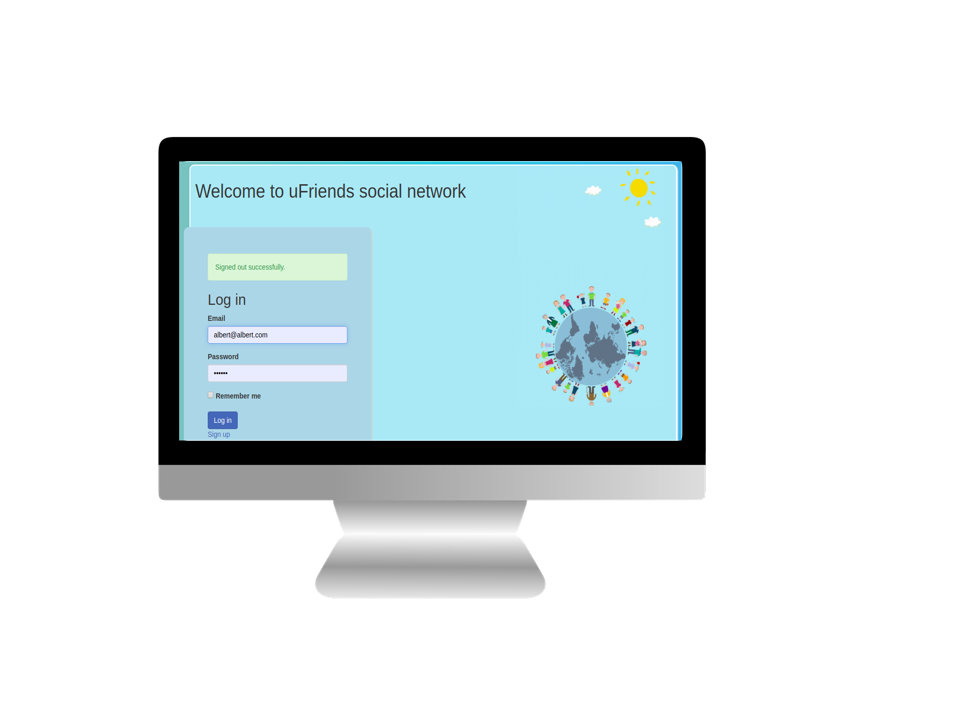 Welcome to uFriends social network
Signed out successfully.
Log in
Email
albert@albert.com
Password
••••••
Remember me
Log in
Sign up